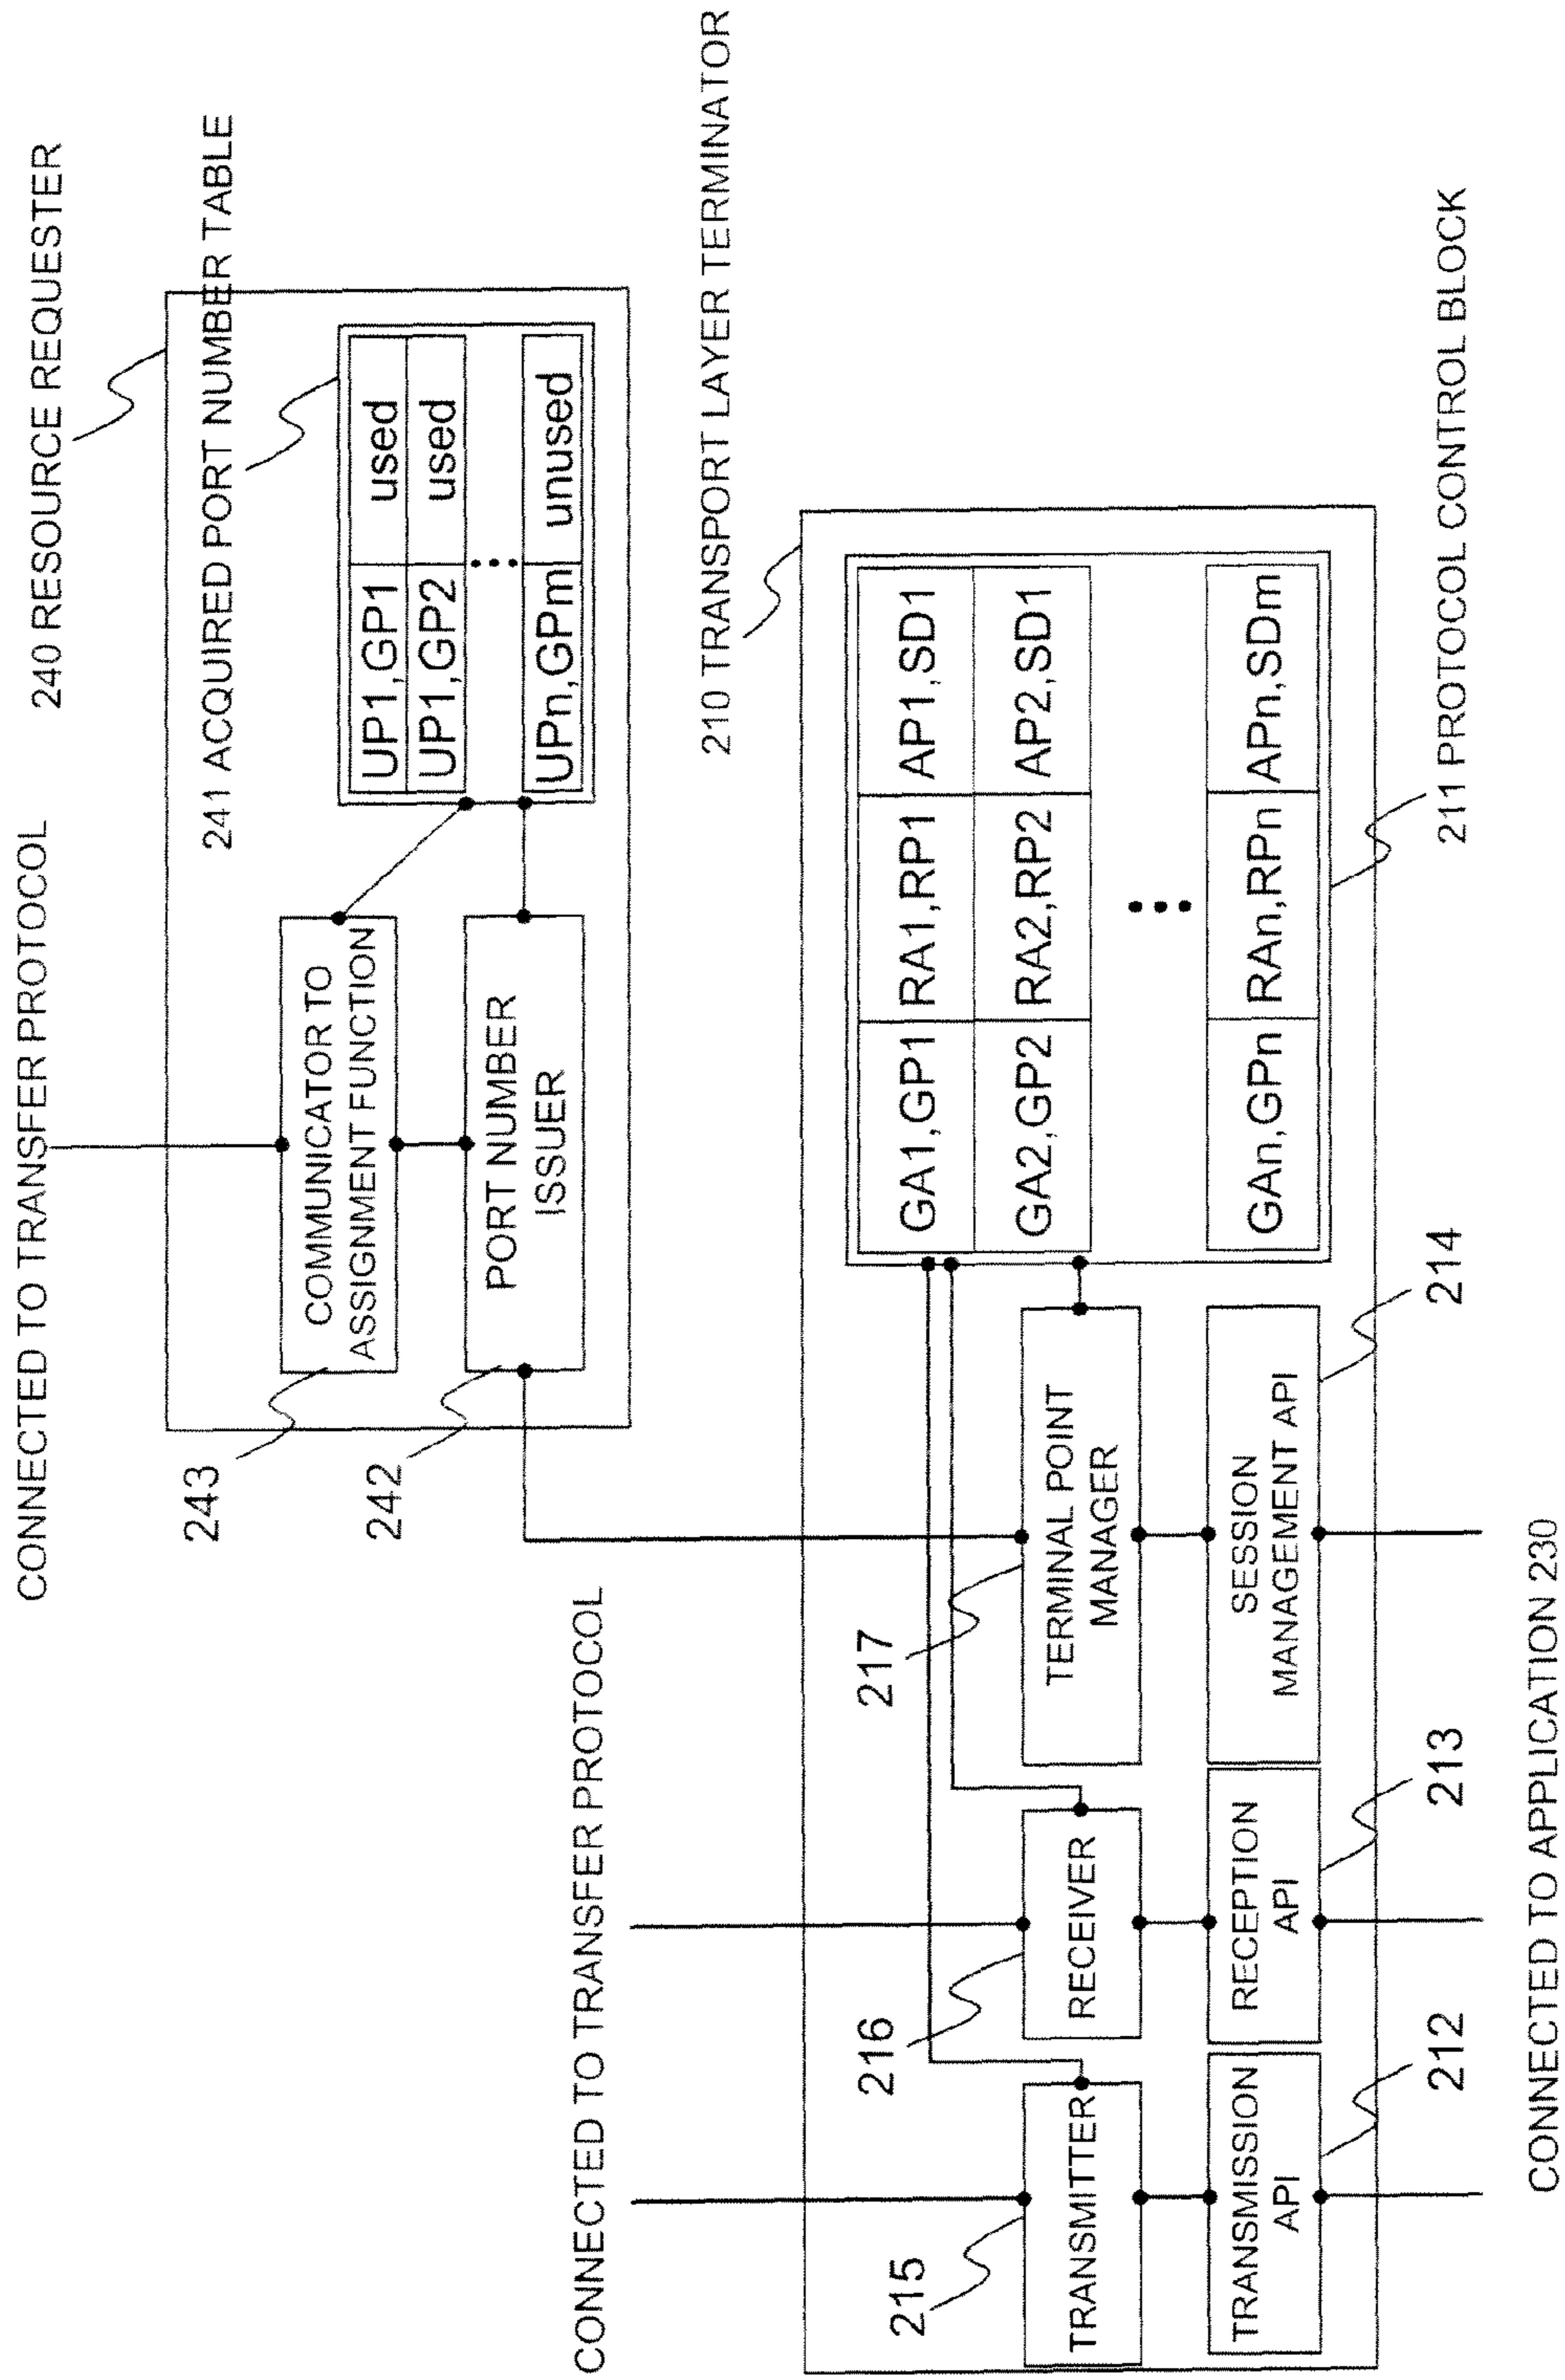 CONNECTED TO TRANSFER PROTOCOL
240 RESOURCE REQUESTER
241 ACQUIRED PORT NUMBER TABLE
243
COMMUNICATOR TO
ASSIGNMENT FUNCTION
UP1,GP1 used
UP1,GP2 used
...
UPn,GPm unused
242
PORT NUMBER
ISSUER
CONNECTED TO TRANSFER PROTOCOL
210 TRANSPORT LAYER TERMINATOR
215
TRANSMITTER
216
RECEIVER
217
TERMINAL POINT
MANAGER
GA1,GP1 RA1,RP1 AP1,SD1
GA2,GP2 RA2,RP2 AP2,SD1
...
GAn,GPn RAn,RPn APn,SDm
TRANSMISSION
API
212
RECEPTION
API
213
SESSION
MANAGEMENT API
214
211 PROTOCOL CONTROL BLOCK
CONNECTED TO APPLICATION 230